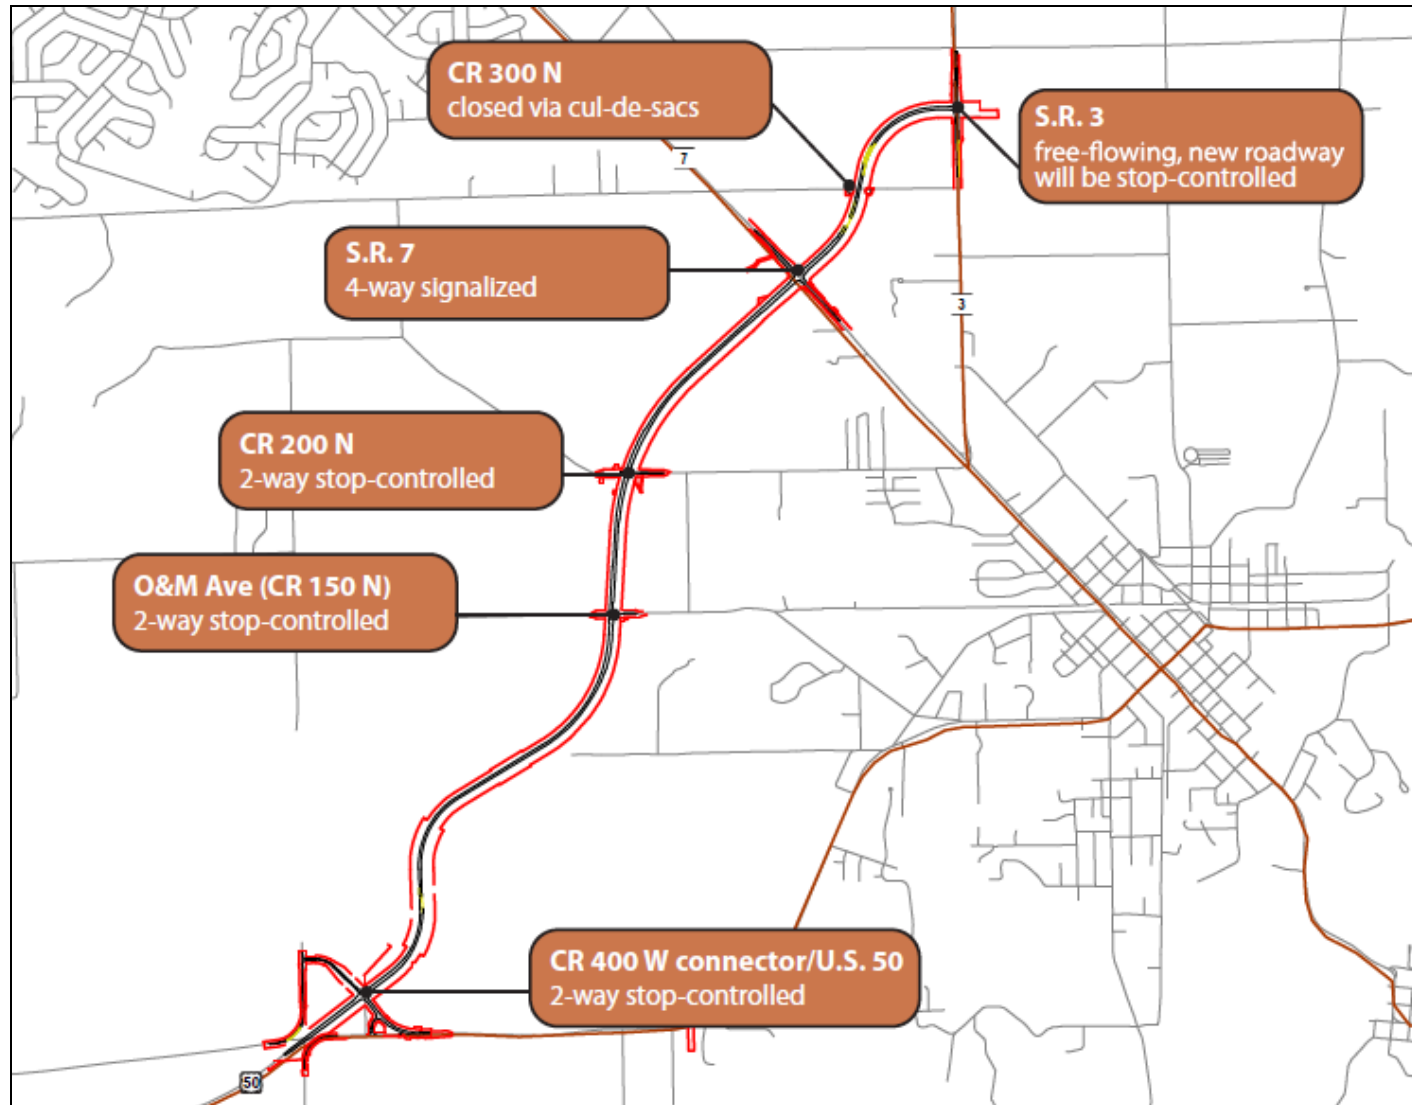 CR 300 N
closed via cul-de-sacs
S.R. 3
free-flowing, new roadway
will be stop-controlled
7
S.R. 7
4-way signalized
3
CR 200 N
2-way stop-controlled
O&M Ave (CR 150 N)
2-way stop-controlled
CR 400 W connector/U.S. 50
2-way stop-controlled
50